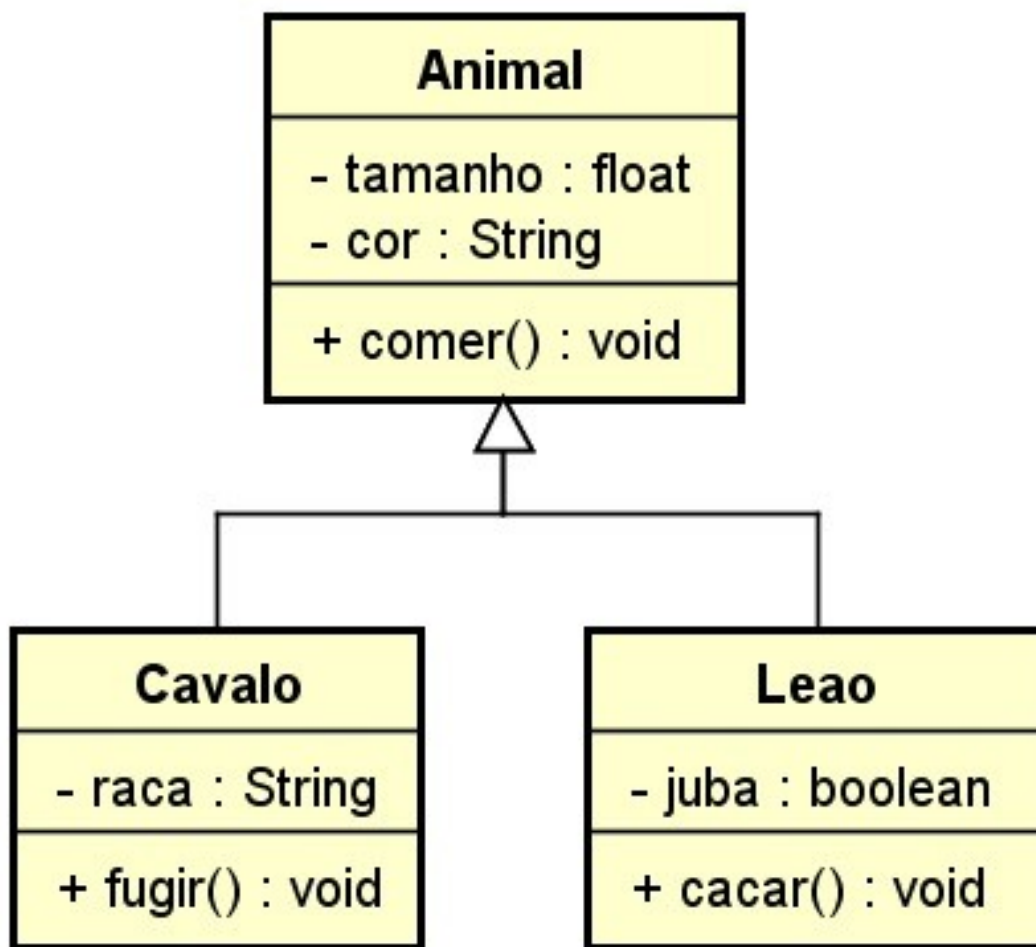 Animal
- tamanho : float
- cor : String
+ comer() : void
Cavalo
- raca : String
+ fugir() : void
Leao
- juba : boolean
+ cacar() : void